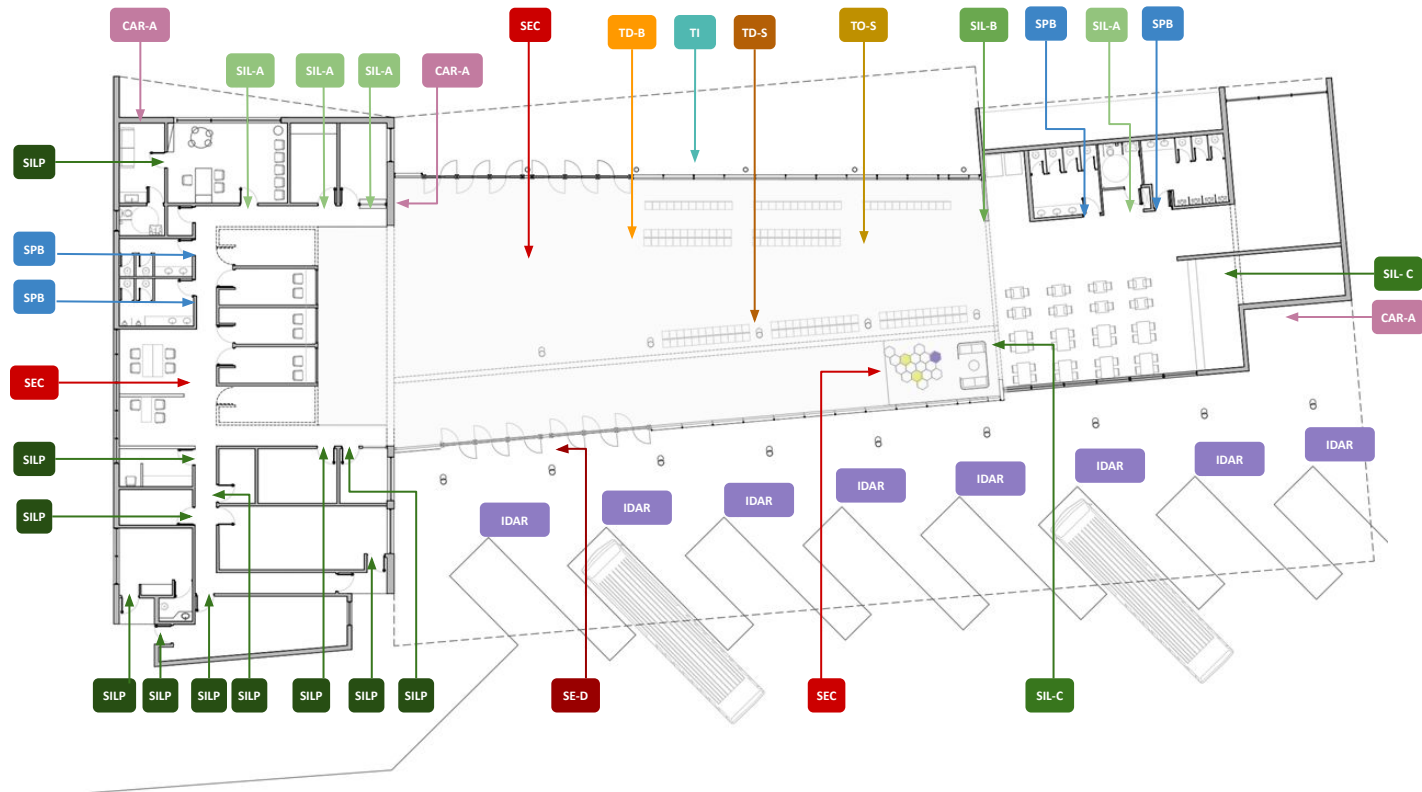 CAR-A
SEC
TD-B
TI
TD-S
TO-S
SIL-B
SPB
SIL-A
SPB
SIL-A
SIL-A
SIL-A
CAR-A
SILP
SPB
SPB
SIL- C
CAR-A
SEC
SILP
SILP
IDAR
IDAR
IDAR
IDAR
IDAR
IDAR
IDAR
IDAR
SILP
SILP
SILP
SILP
SILP
SILP
SILP
SE-D
SEC
SIL-C